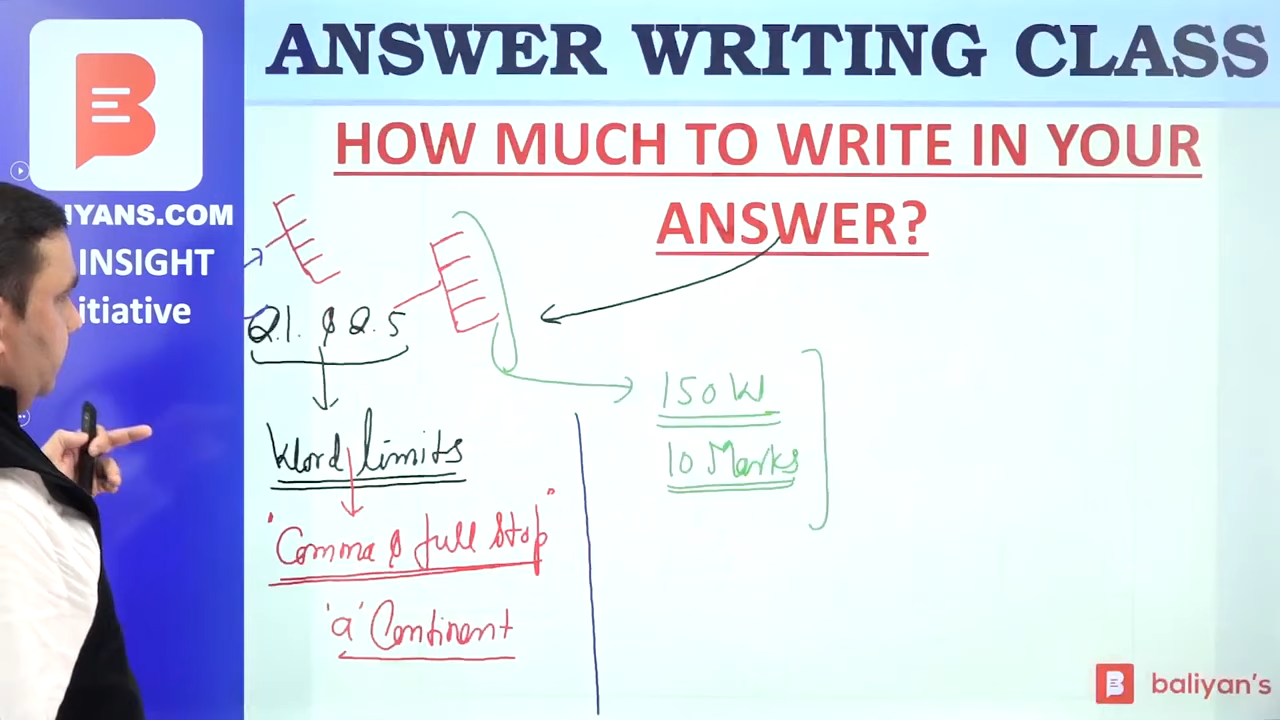 ANSWER WRITING CLASS
HOW MUCH TO WRITE IN YOUR
ANSWER?
B
IYANS.COM
INSIGHT
itiative
Q.1. & Q.5
Word limits
"Comma & full Stop"
'a' Continent
150 W
10 Marks
B baliyan's